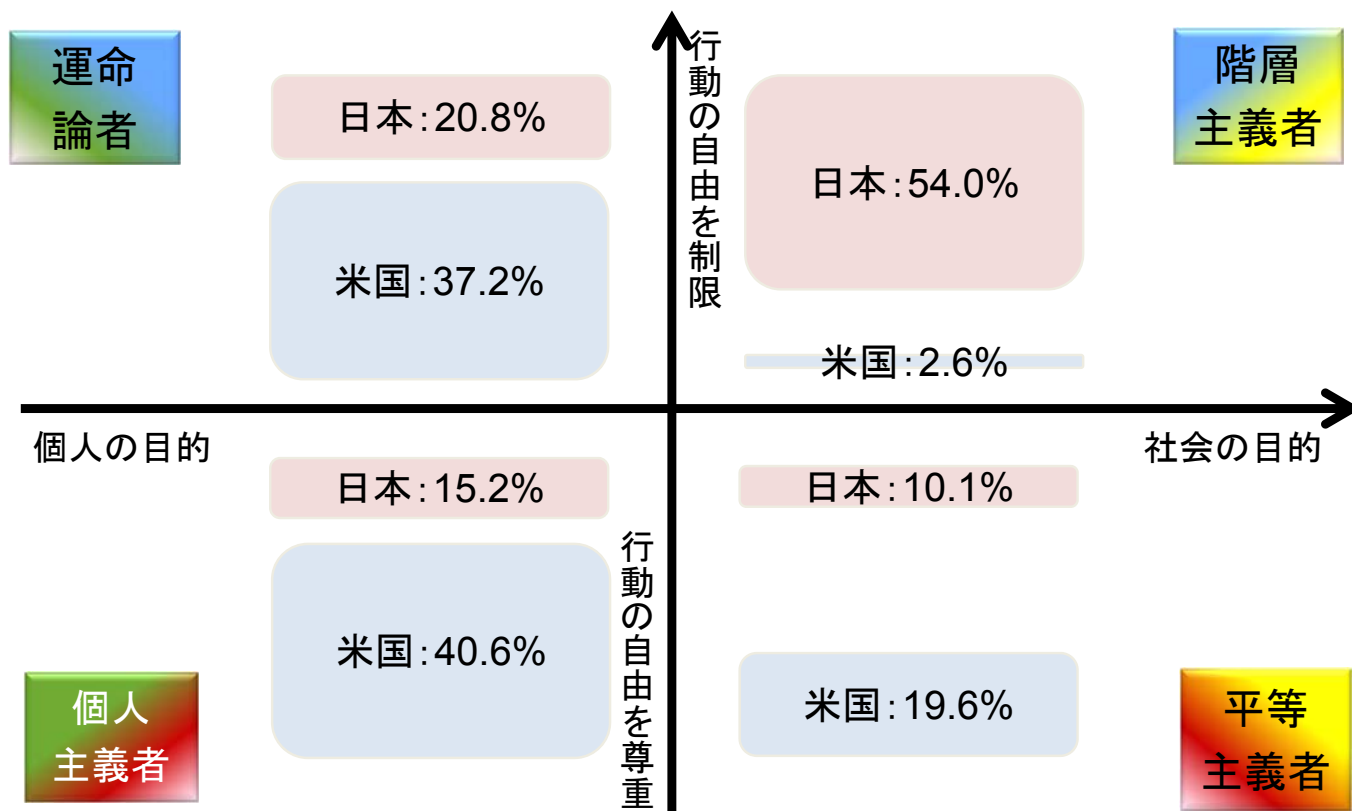 運命
論者
日本：20.8%
米国：37.2%
行動の自由を制限
階層
主義者
日本：54.0%
米国：2.6%
個人の目的
社会の目的
日本：15.2%
米国：40.6%
個人
主義者
行動の自由を尊重
日本：10.1%
米国：19.6%
平等
主義者